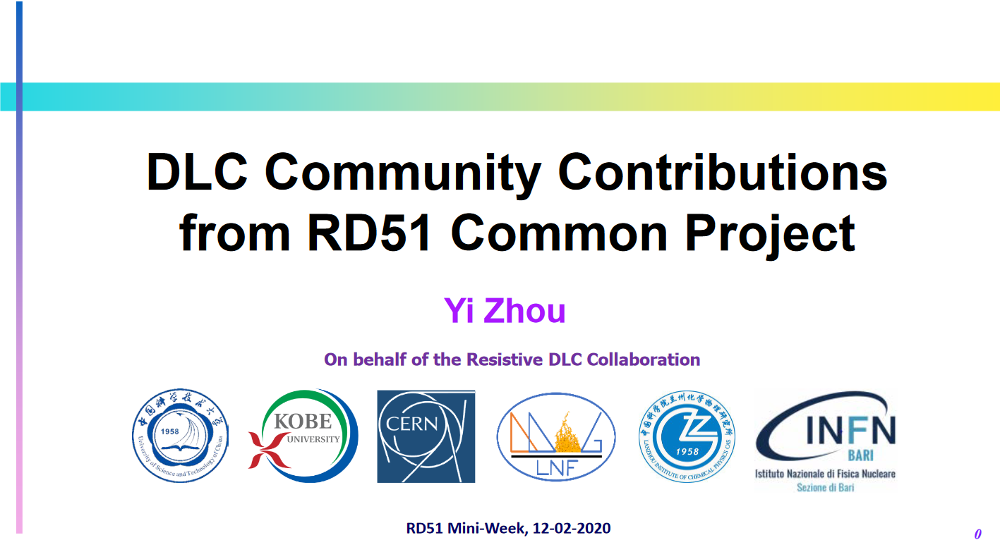 DLC Community Contributions
from RD51 Common Project
Yi Zhou
On behalf of the Resistive DLC Collaboration
中国科学技术大学
1958
University of Science and Technology of China
KOBE
UNIVERSITY
CERN
LNF
中国科学院兰州化学物理研究所
1958
LANZHOU INSTITUTE OF CHEMICAL PHYSICS CAS
INFN
BARI
Istituto Nazionale di Fisica Nucleare
Sezione di Bari
RD51 Mini-Week, 12-02-2020
0